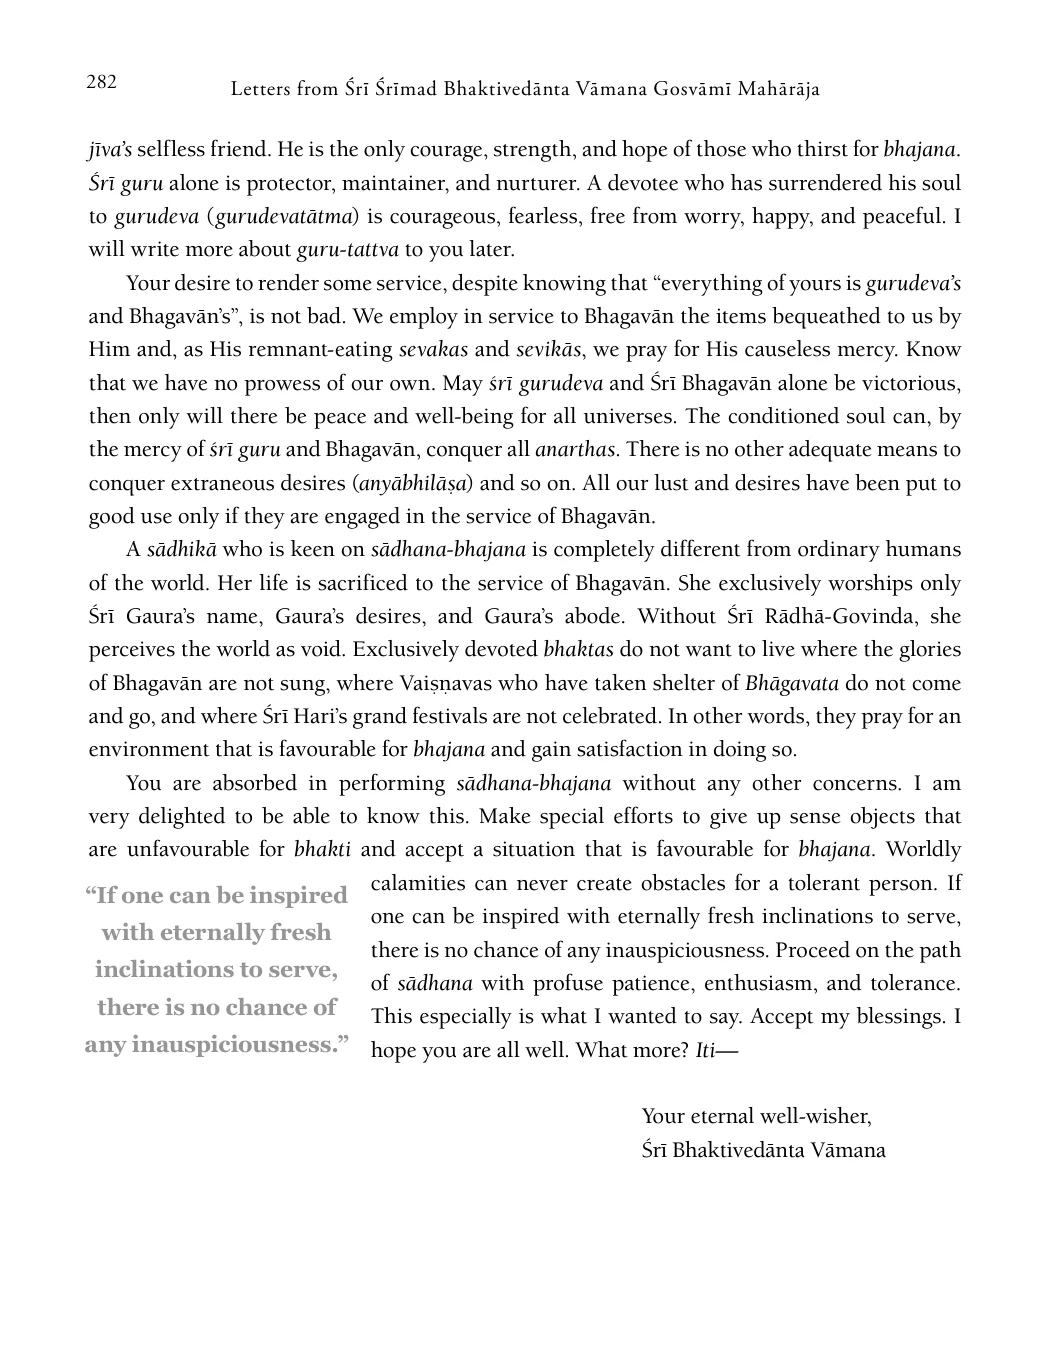 282
Letters from Śrī Śrīmad Bhaktivedānta Vāmana Gosvāmī Mahārāja
jīva's selfless friend. He is the only courage, strength, and hope of those who thirst for bhajana.
Śrī guru alone is protector, maintainer, and nurturer. A devotee who has surrendered his soul
to gurudeva (gurudevatātma) is courageous, fearless, free from worry, happy, and peaceful. I
will write more about guru-tattva to you later.
Your desire to render some service, despite knowing that “everything of yours is gurudeva's
and Bhagavān's”, is not bad. We employ in service to Bhagavān the items bequeathed to us by
Him and, as His remnant-eating sevakas and sevikās, we pray for His causeless mercy. Know
that we have no prowess of our own. May śrī gurudeva and Śrī Bhagavān alone be victorious,
then only will there be peace and well-being for all universes. The conditioned soul can, by
the mercy of śrī guru and Bhagavān, conquer all anarthas. There is no other adequate means to
conquer extraneous desires (anyābhilāṣa) and so on. All our lust and desires have been put to
good use only if they are engaged in the service of Bhagavān.
A sādhikā who is keen on sādhana-bhajana is completely different from ordinary humans
of the world. Her life is sacrificed to the service of Bhagavān. She exclusively worships only
Śrī Gaura's name, Gaura's desires, and Gaura's abode. Without Śrī Rādhā-Govinda, she
perceives the world as void. Exclusively devoted bhaktas do not want to live where the glories
of Bhagavān are not sung, where Vaiṣṇavas who have taken shelter of Bhāgavata do not come
and go, and where Śrī Hari's grand festivals are not celebrated. In other words, they pray for an
environment that is favourable for bhajana and gain satisfaction in doing so.
You are absorbed in performing sādhana-bhajana without any other concerns. I am
very delighted to be able to know this. Make special efforts to give up sense objects that
are unfavourable for bhakti and accept a situation that is favourable for bhajana. Worldly
calamities can never create obstacles for a tolerant person. If
one can be inspired with eternally fresh inclinations to serve,
there is no chance of any inauspiciousness. Proceed on the path
of sādhana with profuse patience, enthusiasm, and tolerance.
This especially is what I wanted to say. Accept my blessings. I
hope you are all well. What more? Iti—
“If one can be inspired
with eternally fresh
inclinations to serve,
there is no chance of
any inauspiciousness.”
Your eternal well-wisher,
Śrī Bhaktivedānta Vāmana